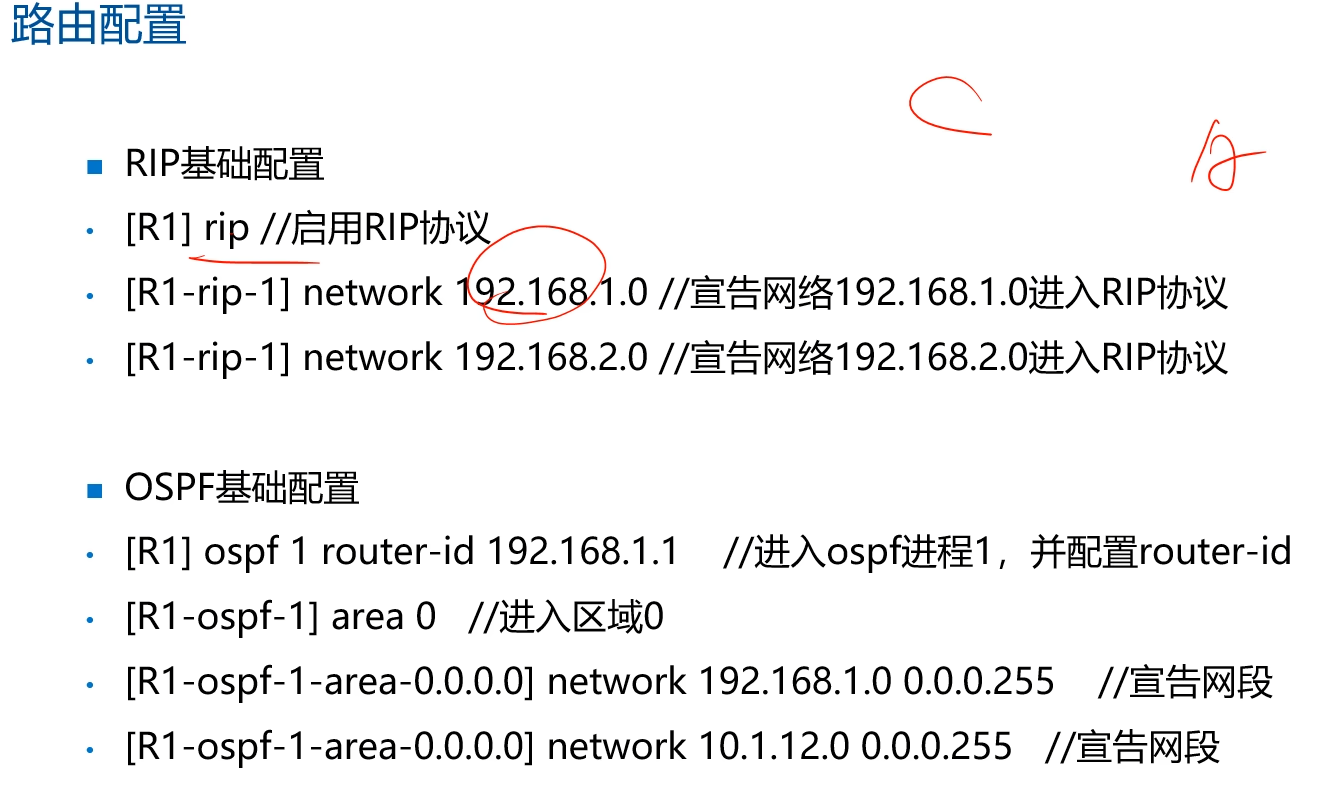 路由配置
RIP基础配置
[R1] rip //启用RIP协议
[R1-rip-1] network 192.168.1.0 //宣告网络192.168.1.0进入RIP协议
[R1-rip-1] network 192.168.2.0 //宣告网络192.168.2.0进入RIP协议
OSPF基础配置
[R1] ospf 1 router-id 192.168.1.1 //进入ospf进程1，并配置router-id
[R1-ospf-1] area 0 //进入区域0
[R1-ospf-1-area-0.0.0.0] network 192.168.1.0 0.0.0.255 //宣告网段
[R1-ospf-1-area-0.0.0.0] network 10.1.12.0 0.0.0.255 //宣告网段